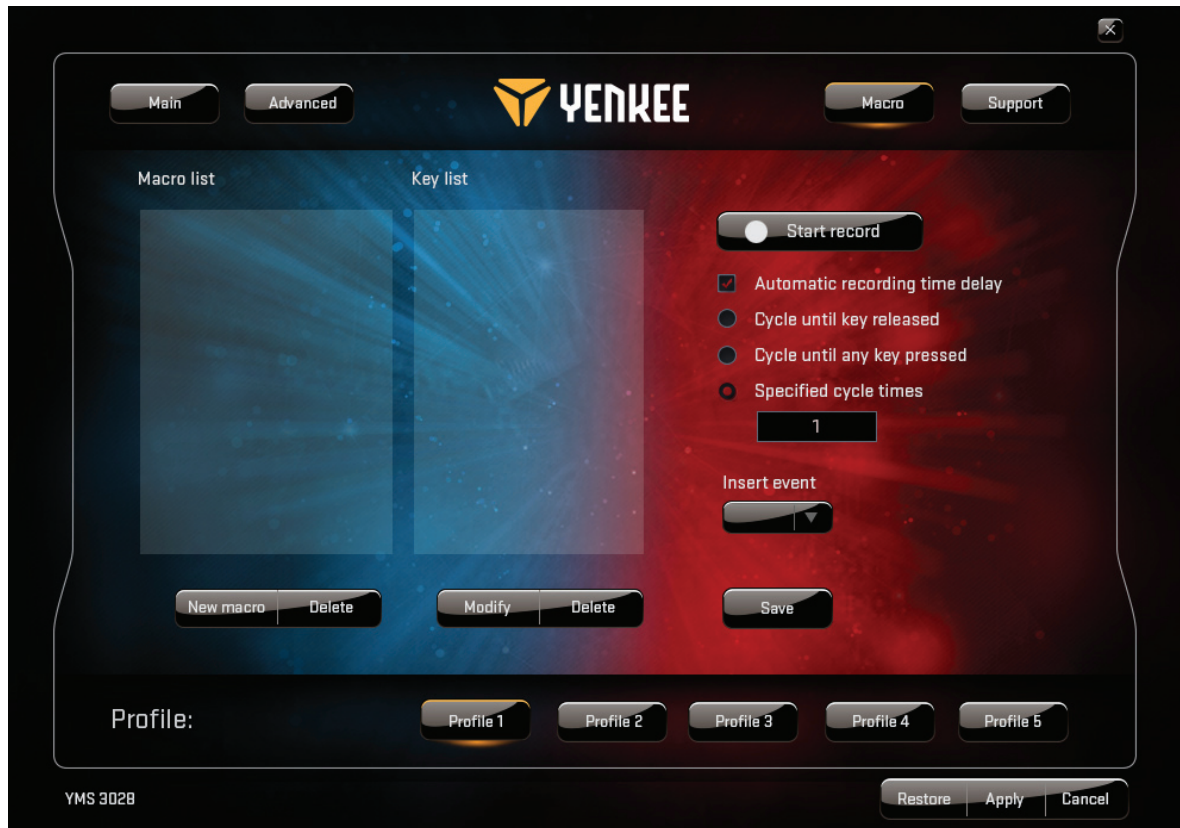 Main Advanced YENKEE Macro Support
Macro list Key list
Start record
Automatic recording time delay
Cycle until key released
Cycle until any key pressed
Specified cycle times
1
Insert event
New macro Delete Modify Delete Save
Profile: Profile 1 Profile 2 Profile 3 Profile 4 Profile 5
YMS 3028 Restore Apply Cancel